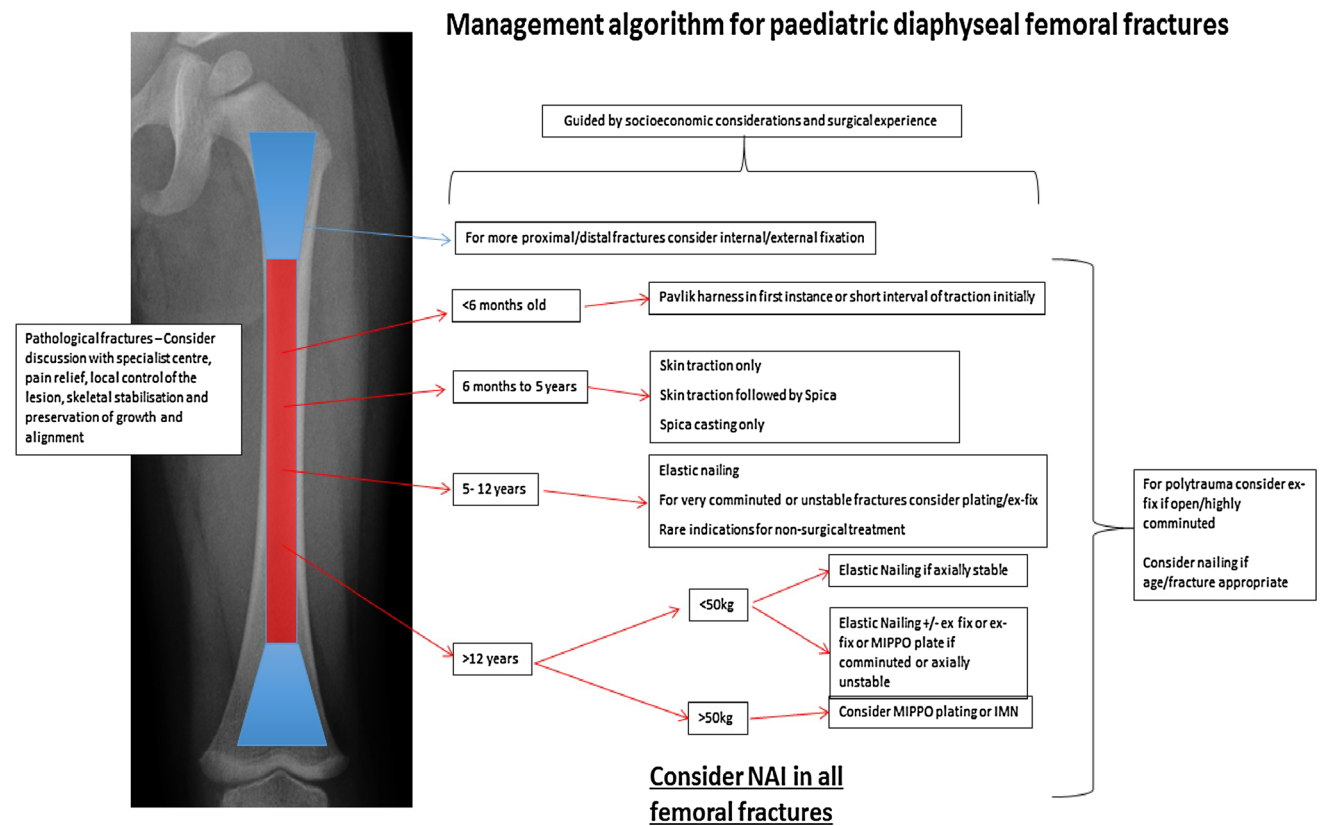 Management algorithm for paediatric diaphyseal femoral fractures
Guided by socioeconomic considerations and surgical experience
For more proximal/distal fractures consider internal/external fixation
<6 months old
Pavlik harness in first instance or short interval of traction initially
Pathological fractures – Consider
discussion with specialist centre,
pain relief, local control of the
lesion, skeletal stabilisation and
preservation of growth and
alignment
6 months to 5 years
Skin traction only
Skin traction followed by Spica
Spica casting only
5- 12 years
Elastic nailing
For very comminuted or unstable fractures consider plating/ex-fix
Rare indications for non-surgical treatment
>12 years
<50kg
Elastic Nailing if axially stable
Elastic Nailing +/- ex fix or ex-
fix or MIPPO plate if
comminuted or axially
unstable
>50kg
Consider MIPPO plating or IMN
For polytrauma consider ex-
fix if open/highly
comminuted
Consider nailing if
age/fracture appropriate
Consider NAI in all
femoral fractures